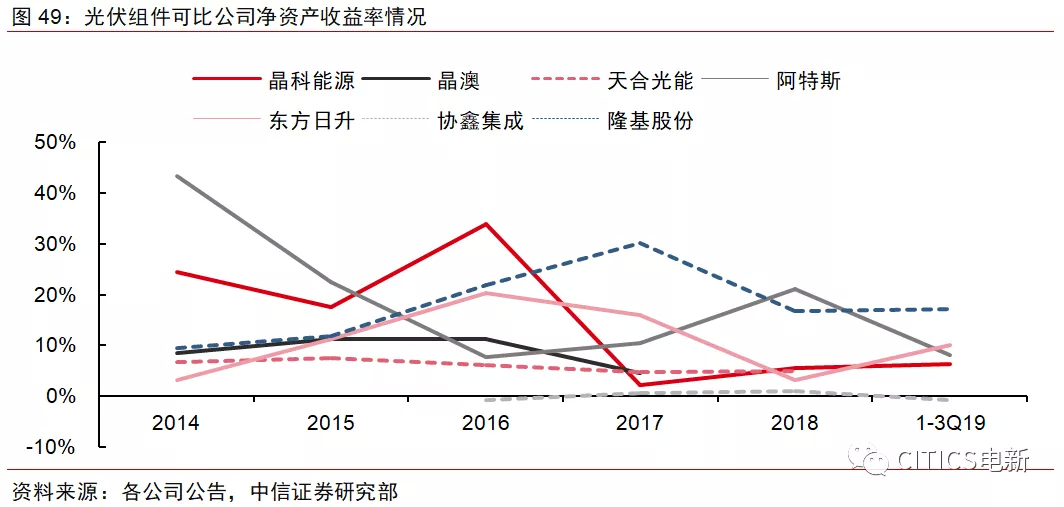 图 49：光伏组件可比公司净资产收益率情况
晶科能源 晶澳 天合光能 阿特斯
东方日升 协鑫集成 隆基股份
50%
40%
30%
20%
10%
0%
-10%
2014 2015 2016 2017 2018 1-3Q19
CITICS电新
资料来源：各公司公告，中信证券研究部